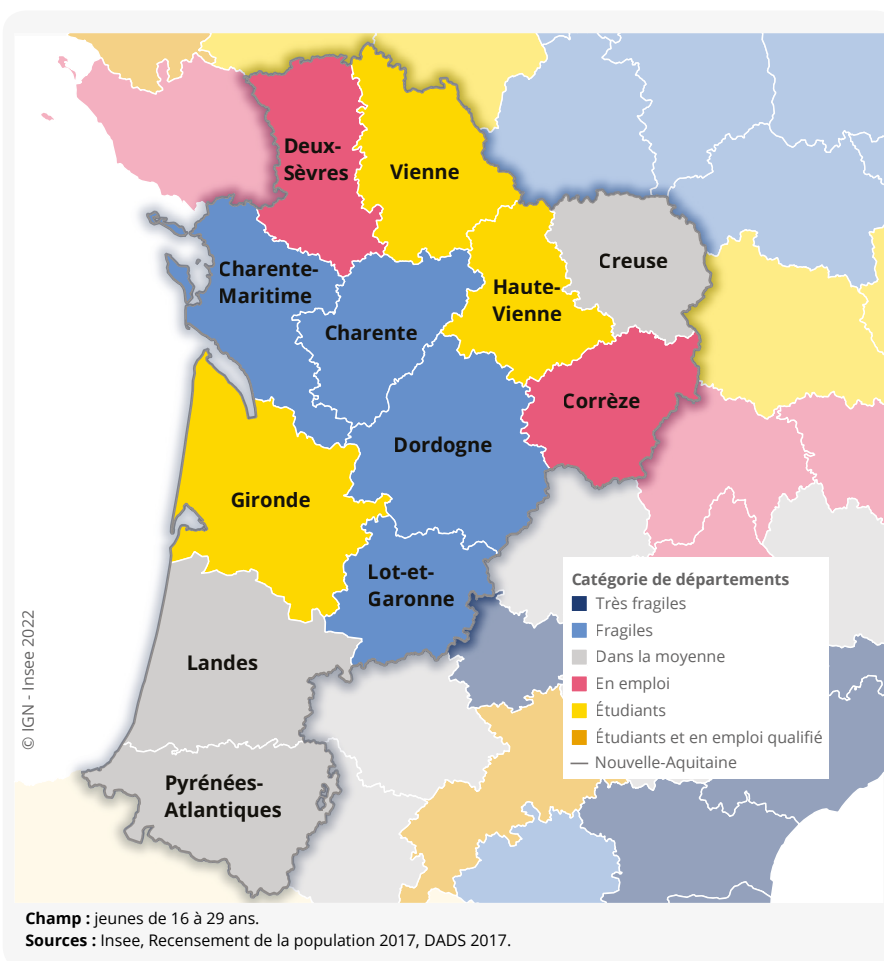 Deux-
Sèvres
Vienne
Charente-
Maritime
Creuse
Haute-
Vienne
Charente
Corrèze
Dordogne
Gironde
Lot-et-
Garonne
Landes
Pyrénées-
Atlantiques
Catégorie de départements
Très fragiles
Fragiles
Dans la moyenne
En emploi
Étudiants
Étudiants et en emploi qualifié
Nouvelle-Aquitaine
© IGN - Insee 2022
Champ : jeunes de 16 à 29 ans.
Sources : Insee, Recensement de la population 2017, DADS 2017.